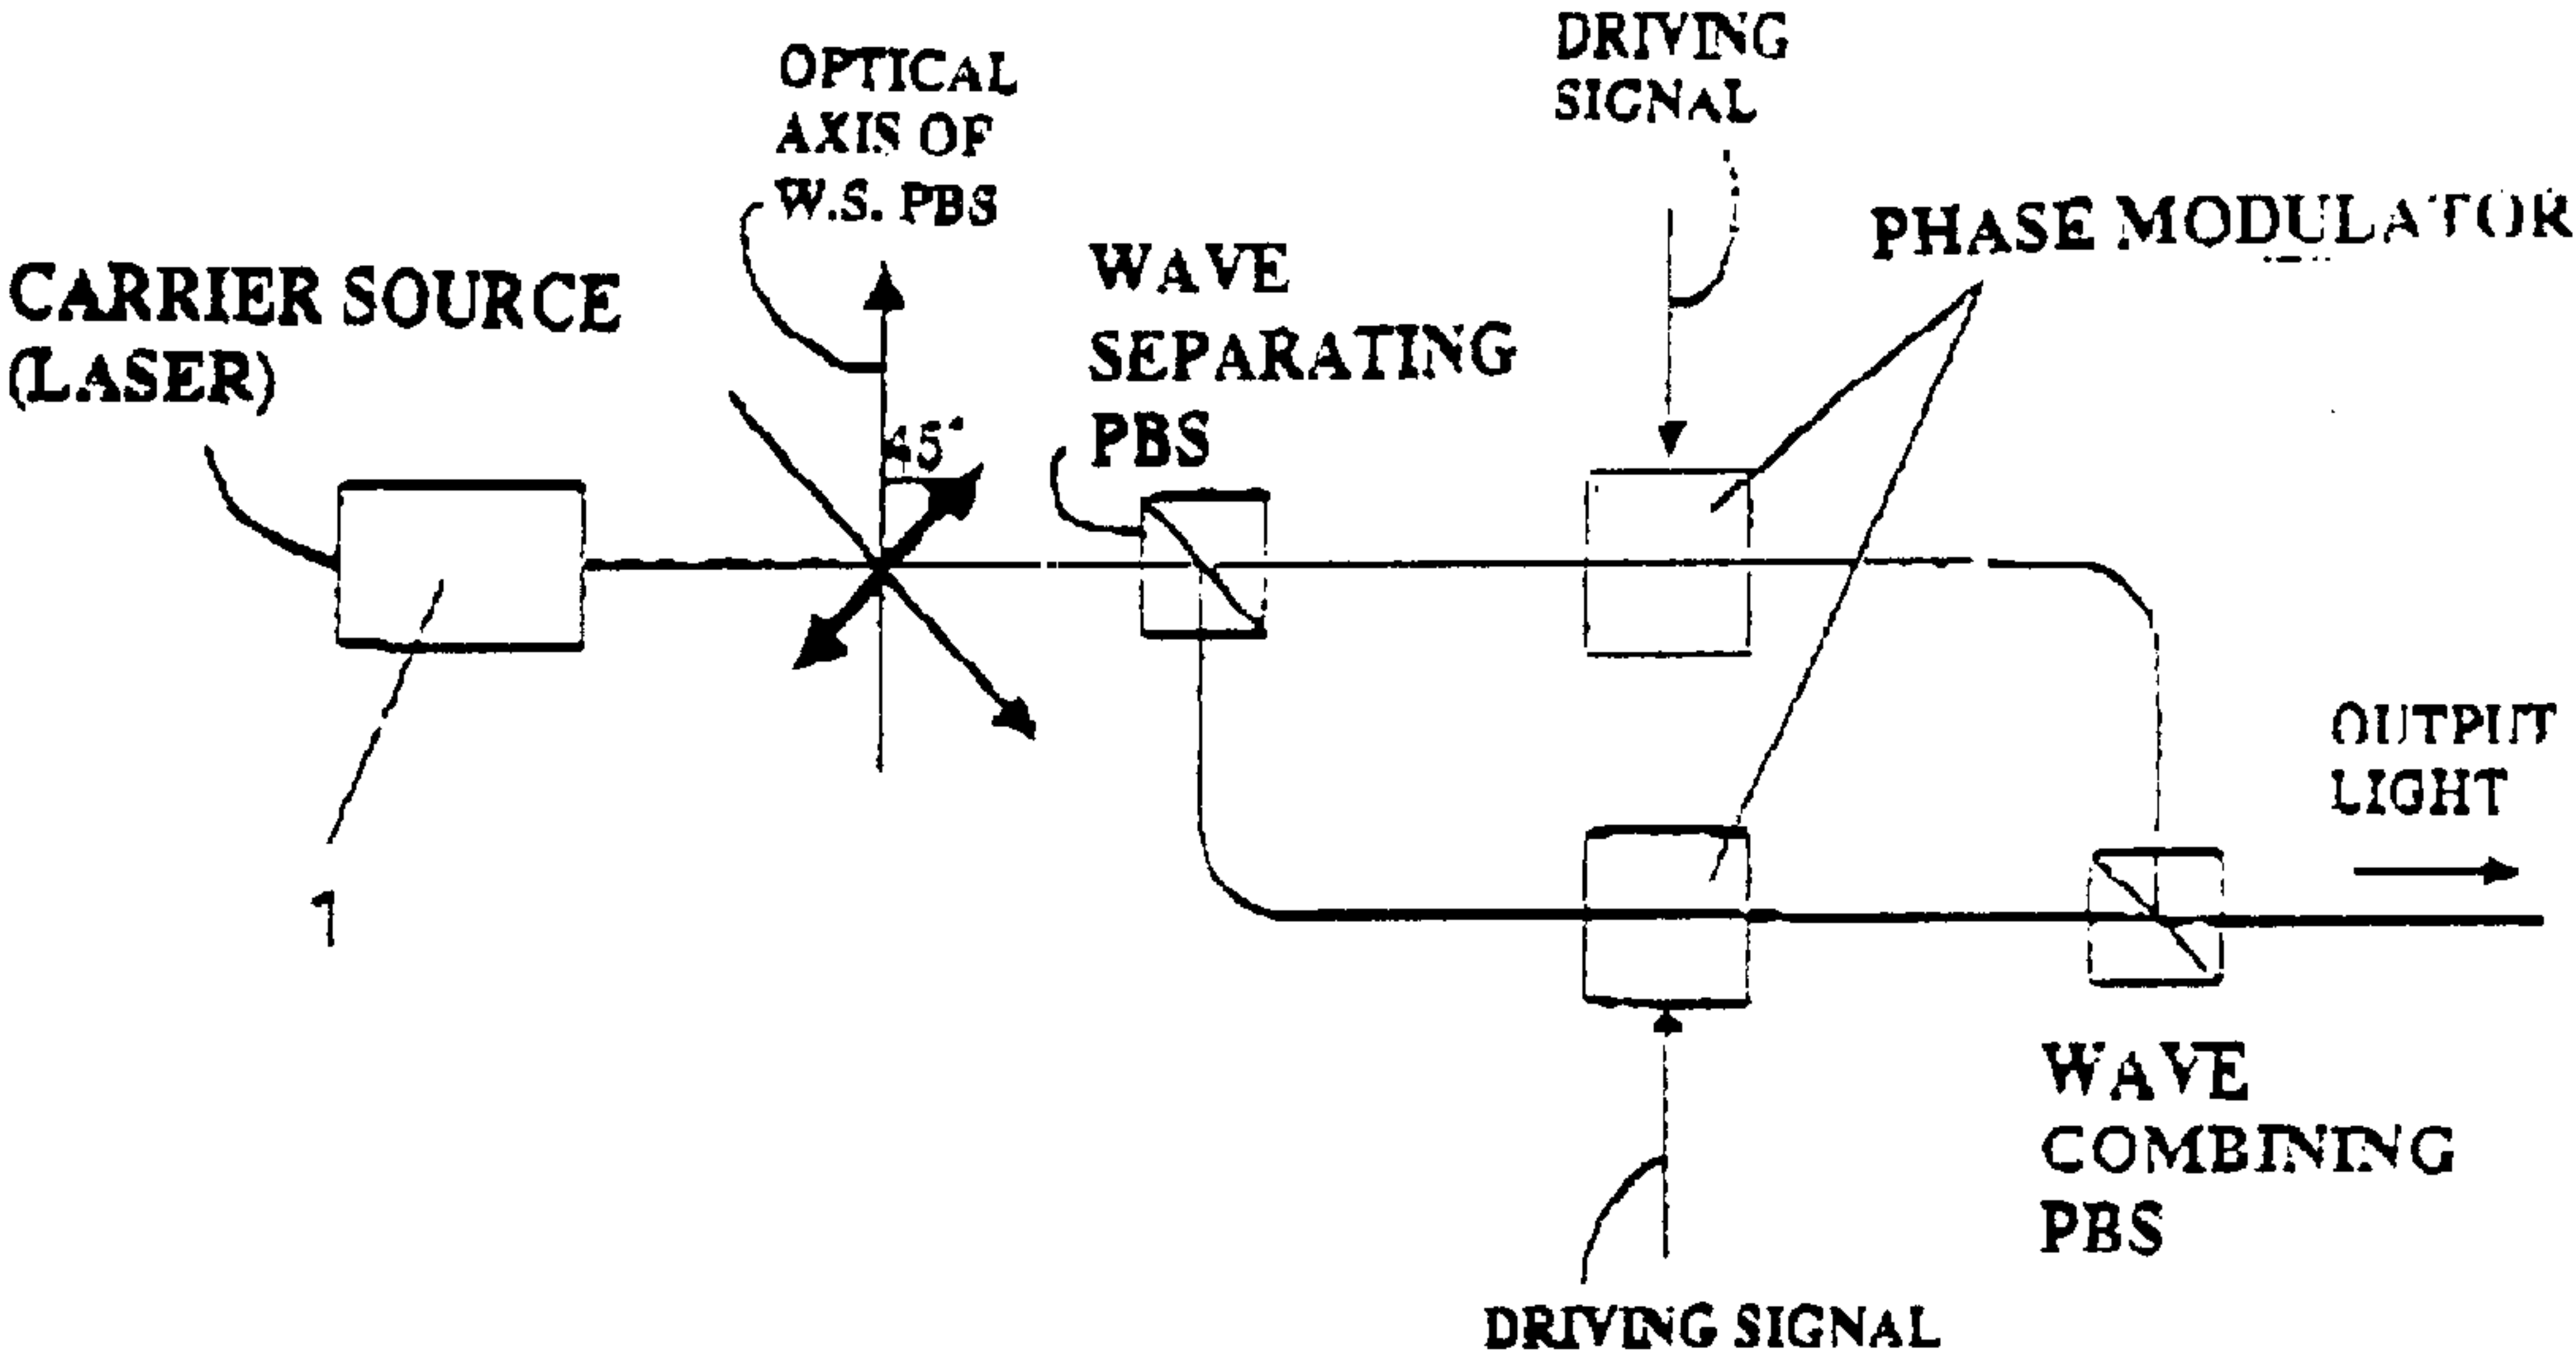 OPTICAL
AXIS OF
W.S. PBS
DRIVING
SIGNAL
PHASE MODULATOR
CARRIER SOURCE
(LASER)
WAVE
SEPARATING
PBS
45°
1
OUTPUT
LIGHT
WAVE
COMBINING
PBS
DRIVING SIGNAL